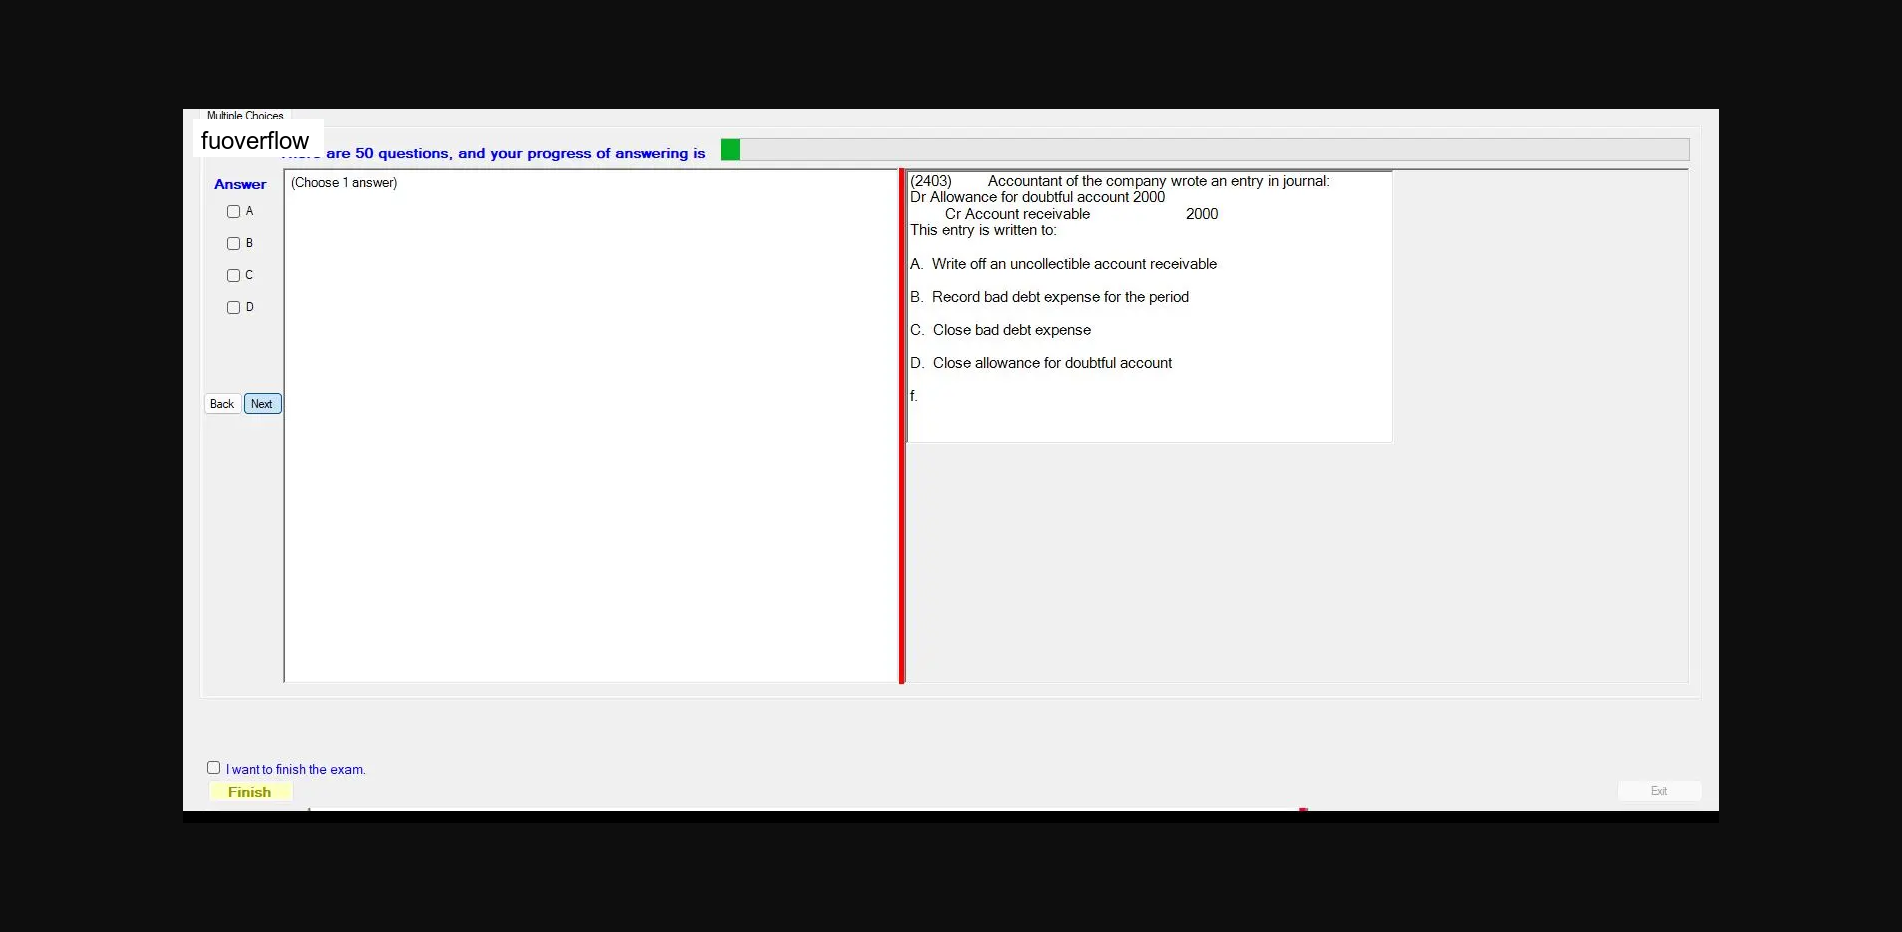 Multiple Choices
fuoverflow
are 50 questions, and your progress of answering is
Answer
A
B
C
D
Back Next
(Choose 1 answer)
(2403) Accountant of the company wrote an entry in journal:
Dr Allowance for doubtful account 2000
Cr Account receivable 2000
This entry is written to:
A. Write off an uncollectible account receivable
B. Record bad debt expense for the period
C. Close bad debt expense
D. Close allowance for doubtful account
f.
I want to finish the exam.
Finish
Exit